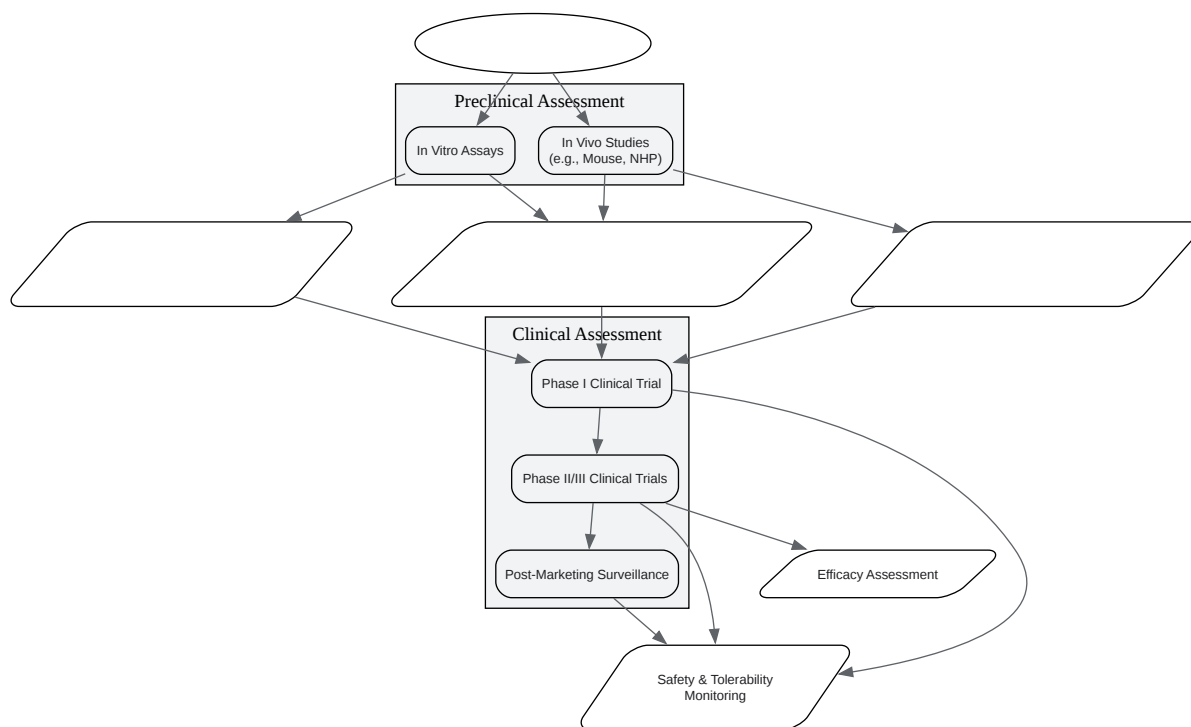 Preclinical Assessment
In Vitro Assays
In Vivo Studies
(e.g., Mouse, NHP)
Clinical Assessment
Phase I Clinical Trial
Phase II/III Clinical Trials
Post-Marketing Surveillance
Efficacy Assessment
Safety & Tolerability
Monitoring